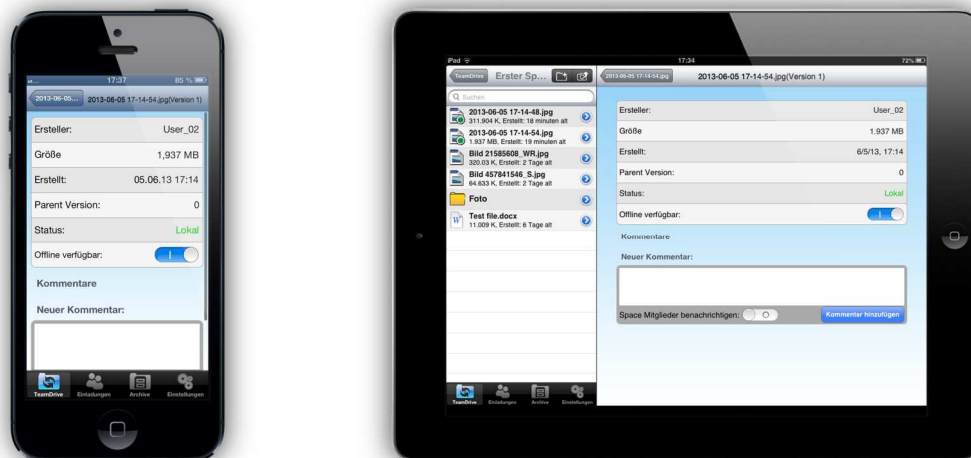 17:37
85 %
2013-06-05...
2013-06-05 17-14-54.jpg(Version 1)
Ersteller: User_02
Größe 1,937 MB
Erstellt: 05.06.13 17:14
Parent Version: 0
Status: Lokal
Offline verfügbar:
Kommentare
Neuer Kommentar:
TeamDrive Einladungen Archive Einstellungen
iPad 17:34 72%
TeamDrive Erster Sp...
Suchen
2013-06-05 17-14-48.jpg
311.904 K, Erstellt: 18 minuten alt
2013-06-05 17-14-54.jpg
1.937 MB, Erstellt: 19 minuten alt
Bild 21585608_WR.jpg
320.03 K, Erstellt: 2 Tage alt
Bild 457841546_S.jpg
64.633 K, Erstellt: 2 Tage alt
Foto
Test file.docx
11.009 K, Erstellt: 6 Tage alt
TeamDrive Einladungen Archive Einstellungen
2013-06-05 17-14-54.jpg
2013-06-05 17-14-54.jpg(Version 1)
Ersteller: User_02
Größe 1.937 MB
Erstellt: 6/5/13, 17:14
Parent Version: 0
Status: Lokal
Offline verfügbar:
Kommentare
Neuer Kommentar:
Space Mitglieder benachrichtigen:
Kommentar hinzufügen